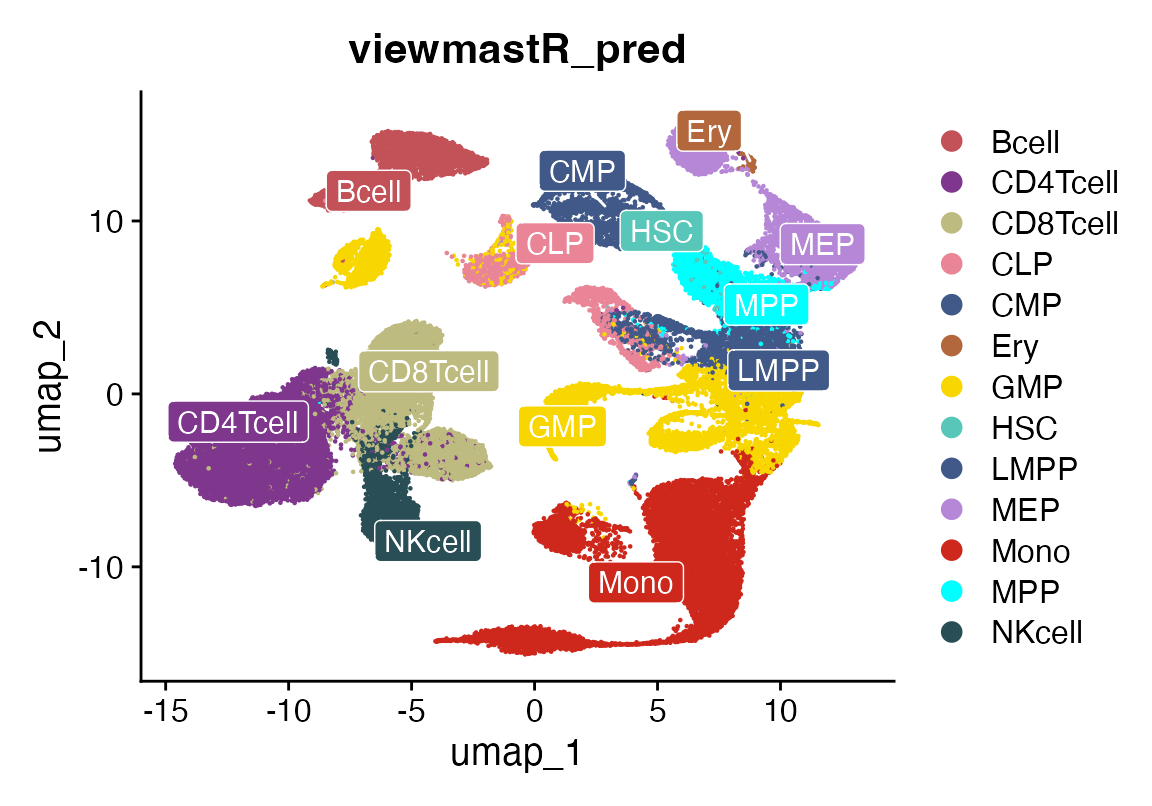 viewmastR_pred
Ery
CMP
Bcell
HSC
CLP
MEP
MPP
CD8Tcell
LMPP
CD4Tcell
GMP
NKcell
Mono
10
0
-10
umap_2
-15
-10
-5
0
5
10
umap_1
Bcell
CD4Tcell
CD8Tcell
CLP
CMP
Ery
GMP
HSC
LMPP
MEP
Mono
MPP
NKcell